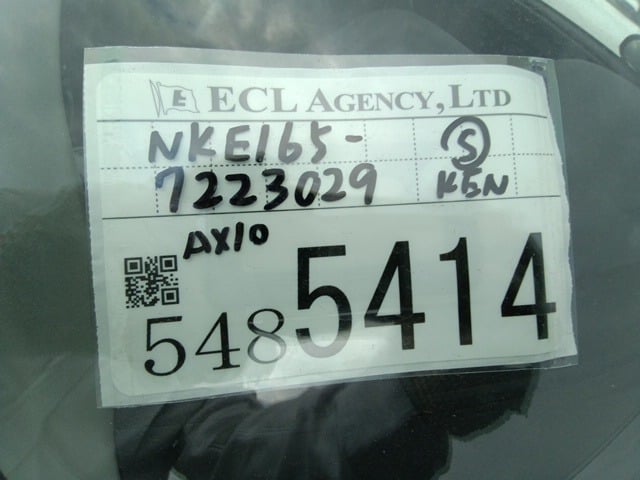 E ECL AGENCY, LTD
NKE165- Ⓢ
7223029 KEN
AXIO
5485414